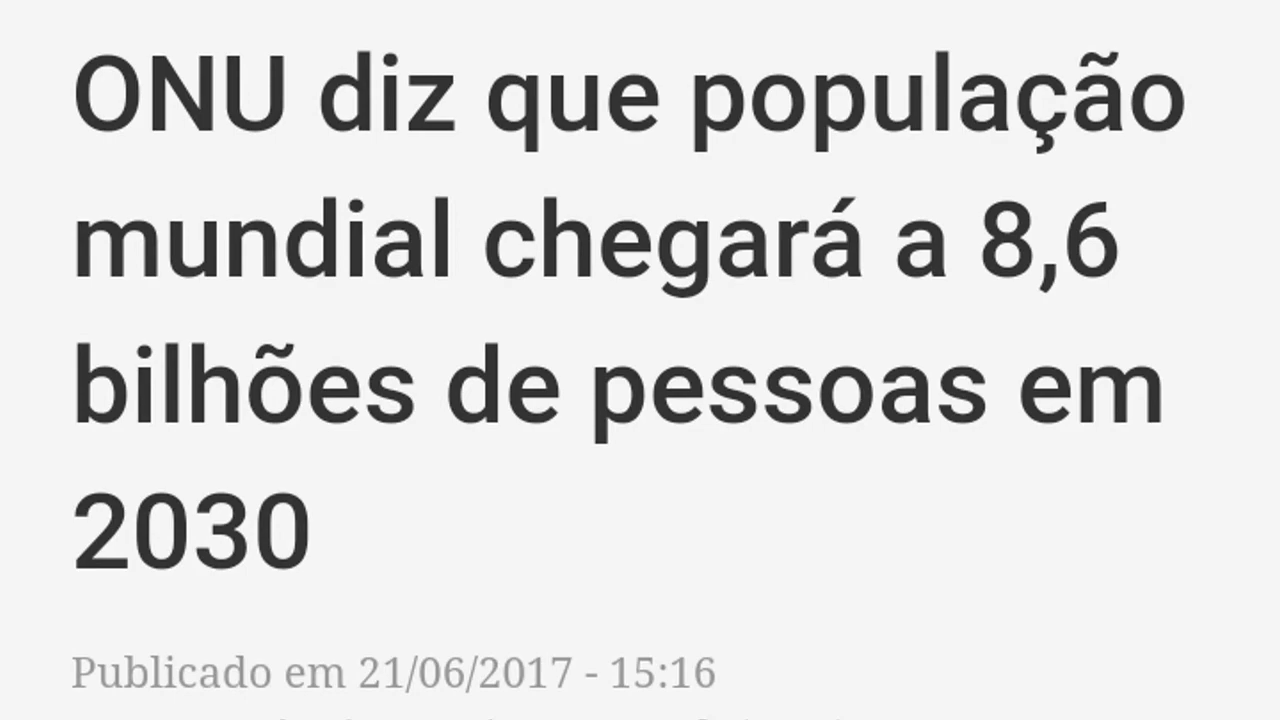 ONU diz que população
mundial chegará a 8,6
bilhões de pessoas em
2030
Publicado em 21/06/2017 - 15:16